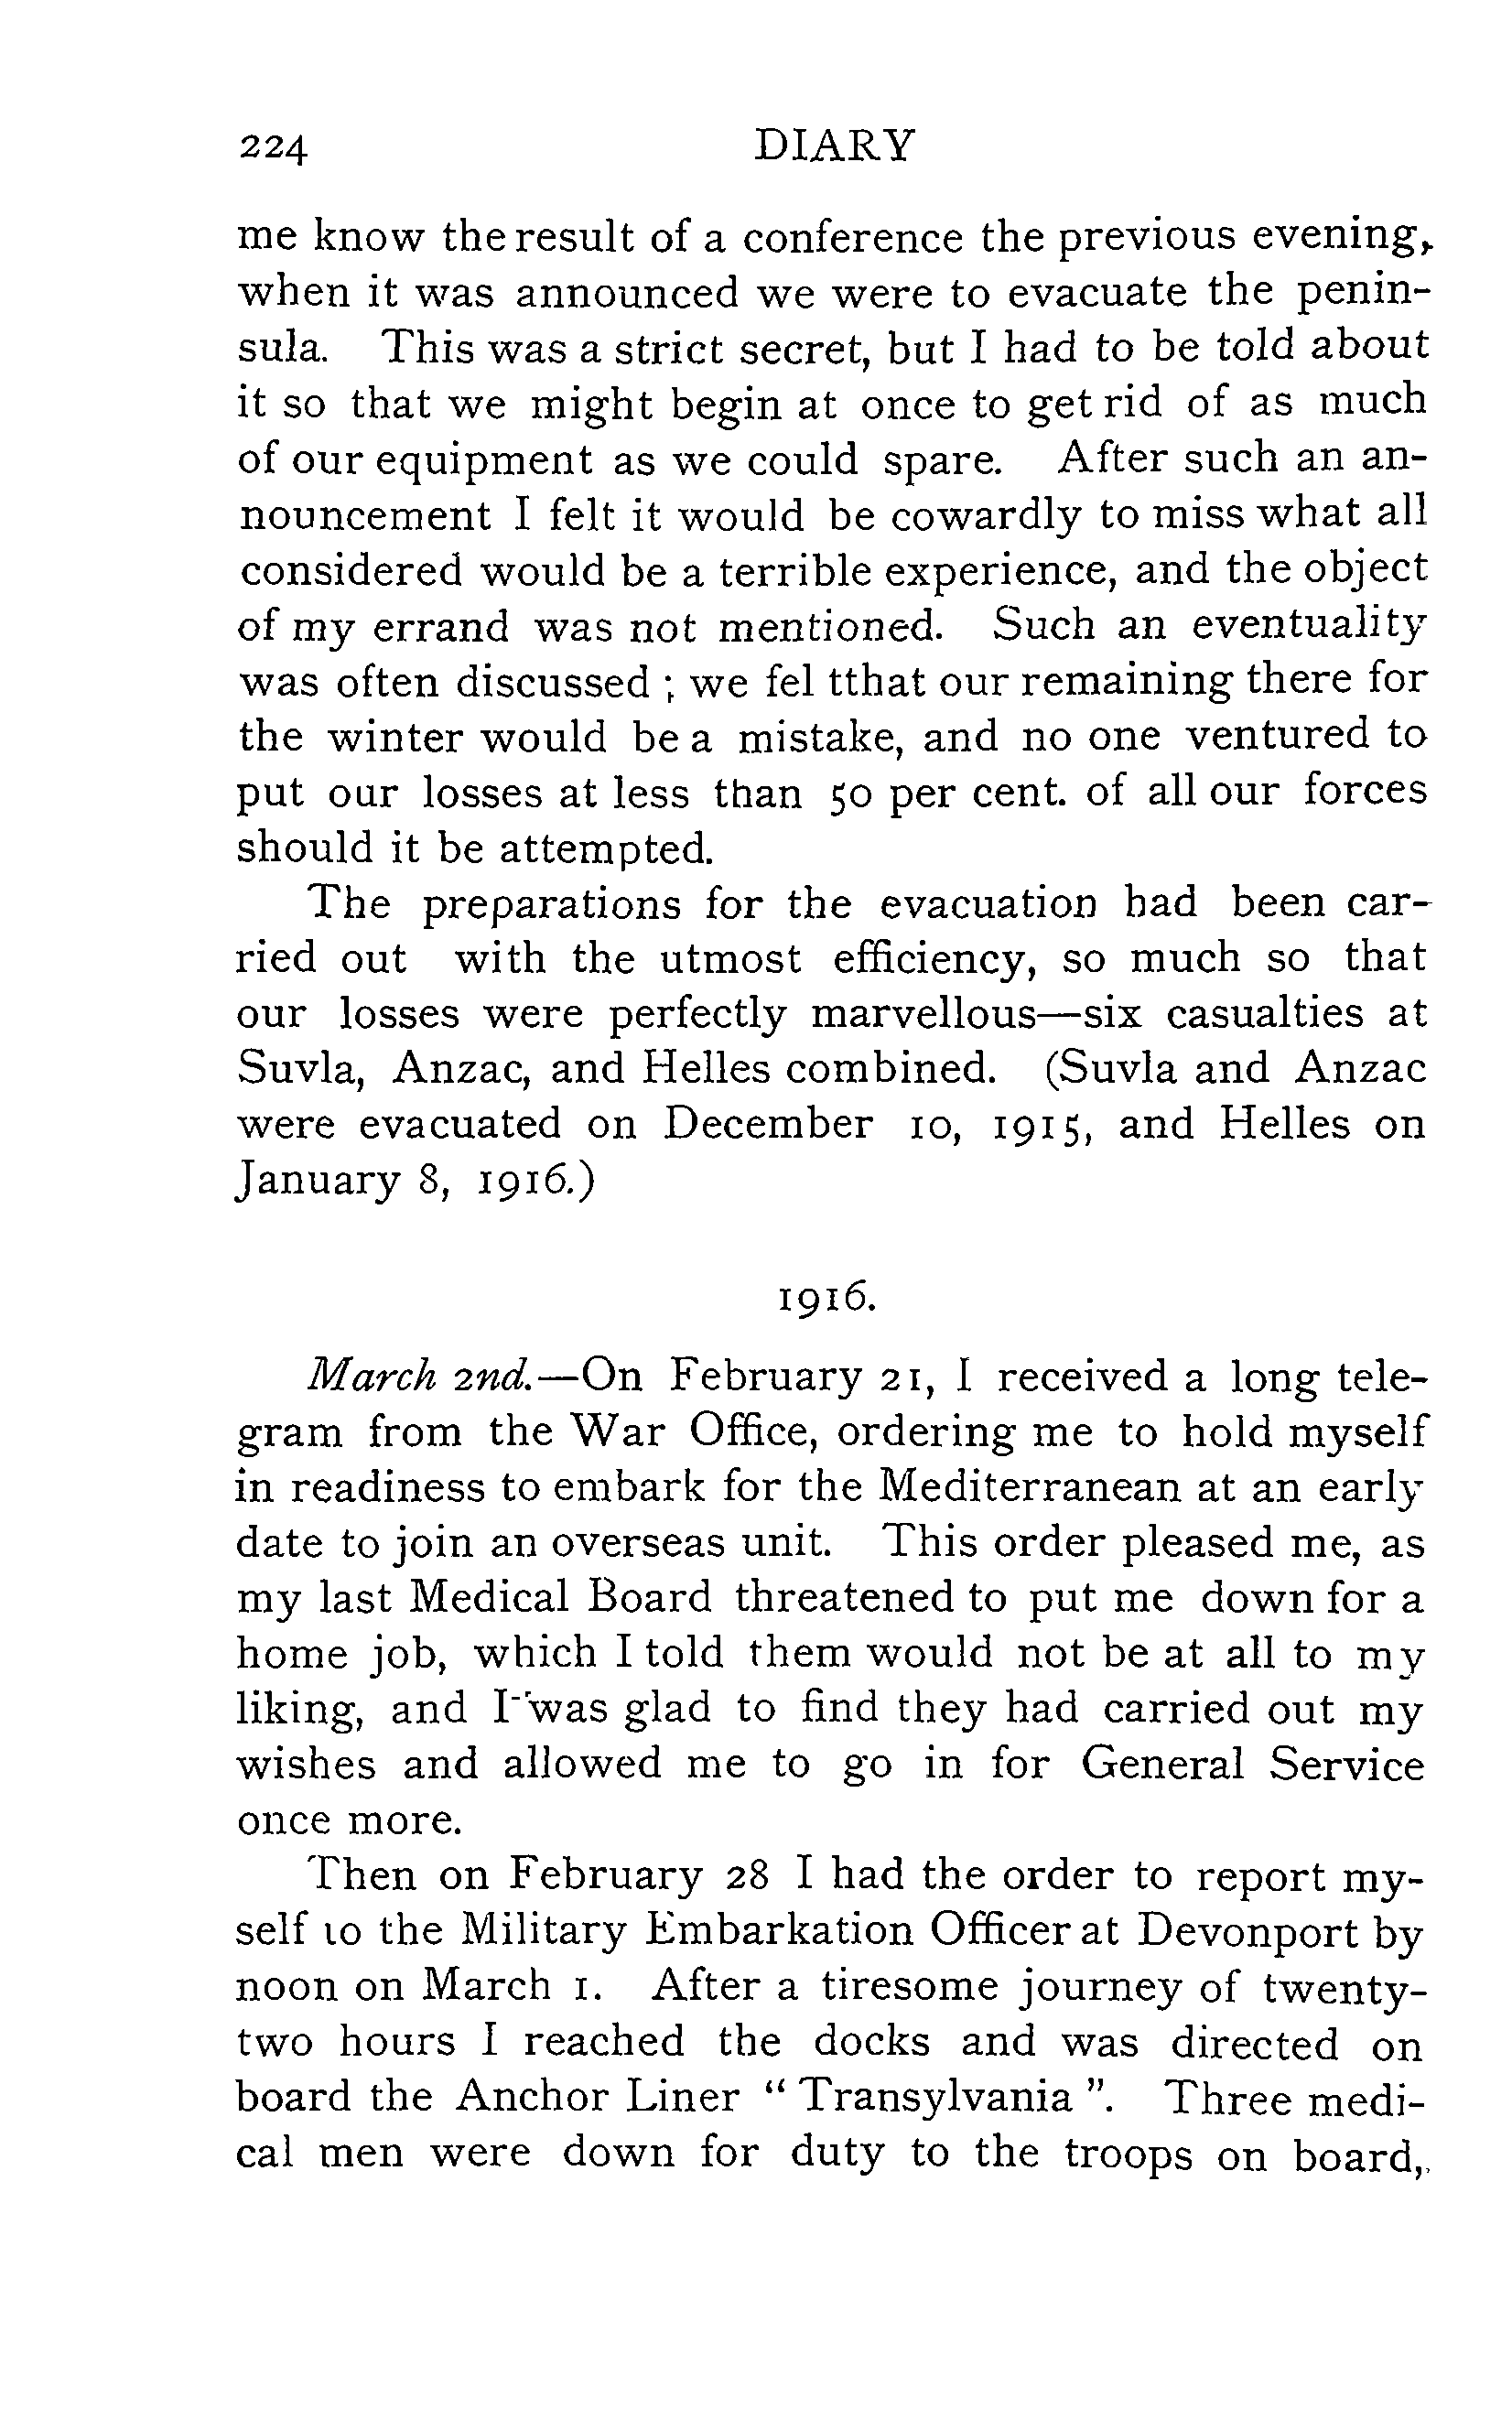 224 DIARY
me know the result of a conference the previous evening,
when it was announced we were to evacuate the penin-
sula. This was a strict secret, but I had to be told about
it so that we might begin at once to get rid of as much
of our equipment as we could spare. After such an an-
nouncement I felt it would be cowardly to miss what all
considered would be a terrible experience, and the object
of my errand was not mentioned. Such an eventuality
was often discussed ; we fel tthat our remaining there for
the winter would be a mistake, and no one ventured to
put our losses at less than 50 per cent. of all our forces
should it be attempted.
The preparations for the evacuation had been car-
ried out with the utmost efficiency, so much so that
our losses were perfectly marvellous—six casualties at
Suvla, Anzac, and Helles combined. (Suvla and Anzac
were evacuated on December 10, 1915, and Helles on
January 8, 1916.)
1916.
March 2nd.—On February 21, I received a long tele-
gram from the War Office, ordering me to hold myself
in readiness to embark for the Mediterranean at an early
date to join an overseas unit. This order pleased me, as
my last Medical Board threatened to put me down for a
home job, which I told them would not be at all to my
liking, and I was glad to find they had carried out my
wishes and allowed me to go in for General Service
once more.
Then on February 28 I had the order to report my-
self to the Military Embarkation Officer at Devonport by
noon on March 1. After a tiresome journey of twenty-
two hours I reached the docks and was directed on
board the Anchor Liner “ Transylvania ”. Three medi-
cal men were down for duty to the troops on board,